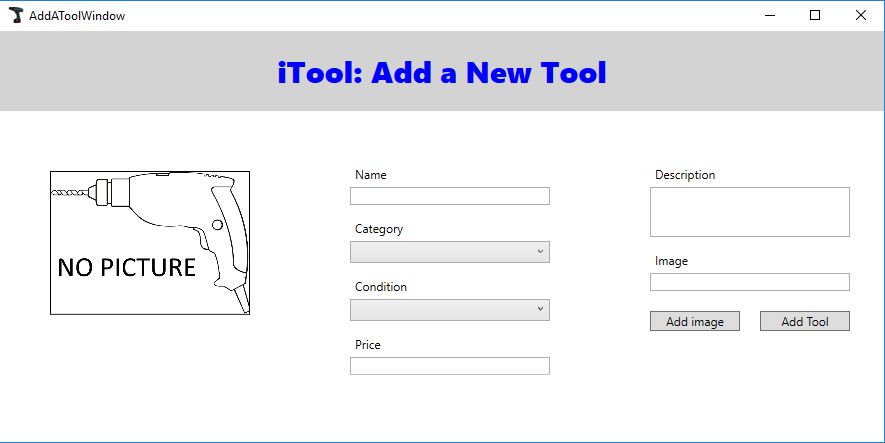 AddAToolWindow
iTool: Add a New Tool
NO PICTURE
Name
Category
Condition
Price
Description
Image
Add image
Add Tool